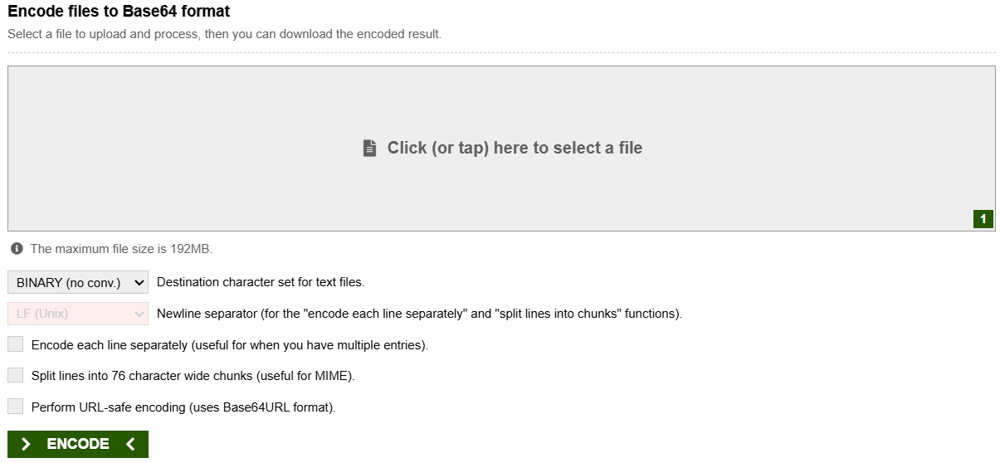 Encode files to Base64 format
Select a file to upload and process, then you can download the encoded result.
Click (or tap) here to select a file
1
The maximum file size is 192MB.
BINARY (no conv.) Destination character set for text files.
LF (Unix) Newline separator (for the "encode each line separately" and "split lines into chunks" functions).
Encode each line separately (useful for when you have multiple entries).
Split lines into 76 character wide chunks (useful for MIME).
Perform URL-safe encoding (uses Base64URL format).
ENCODE